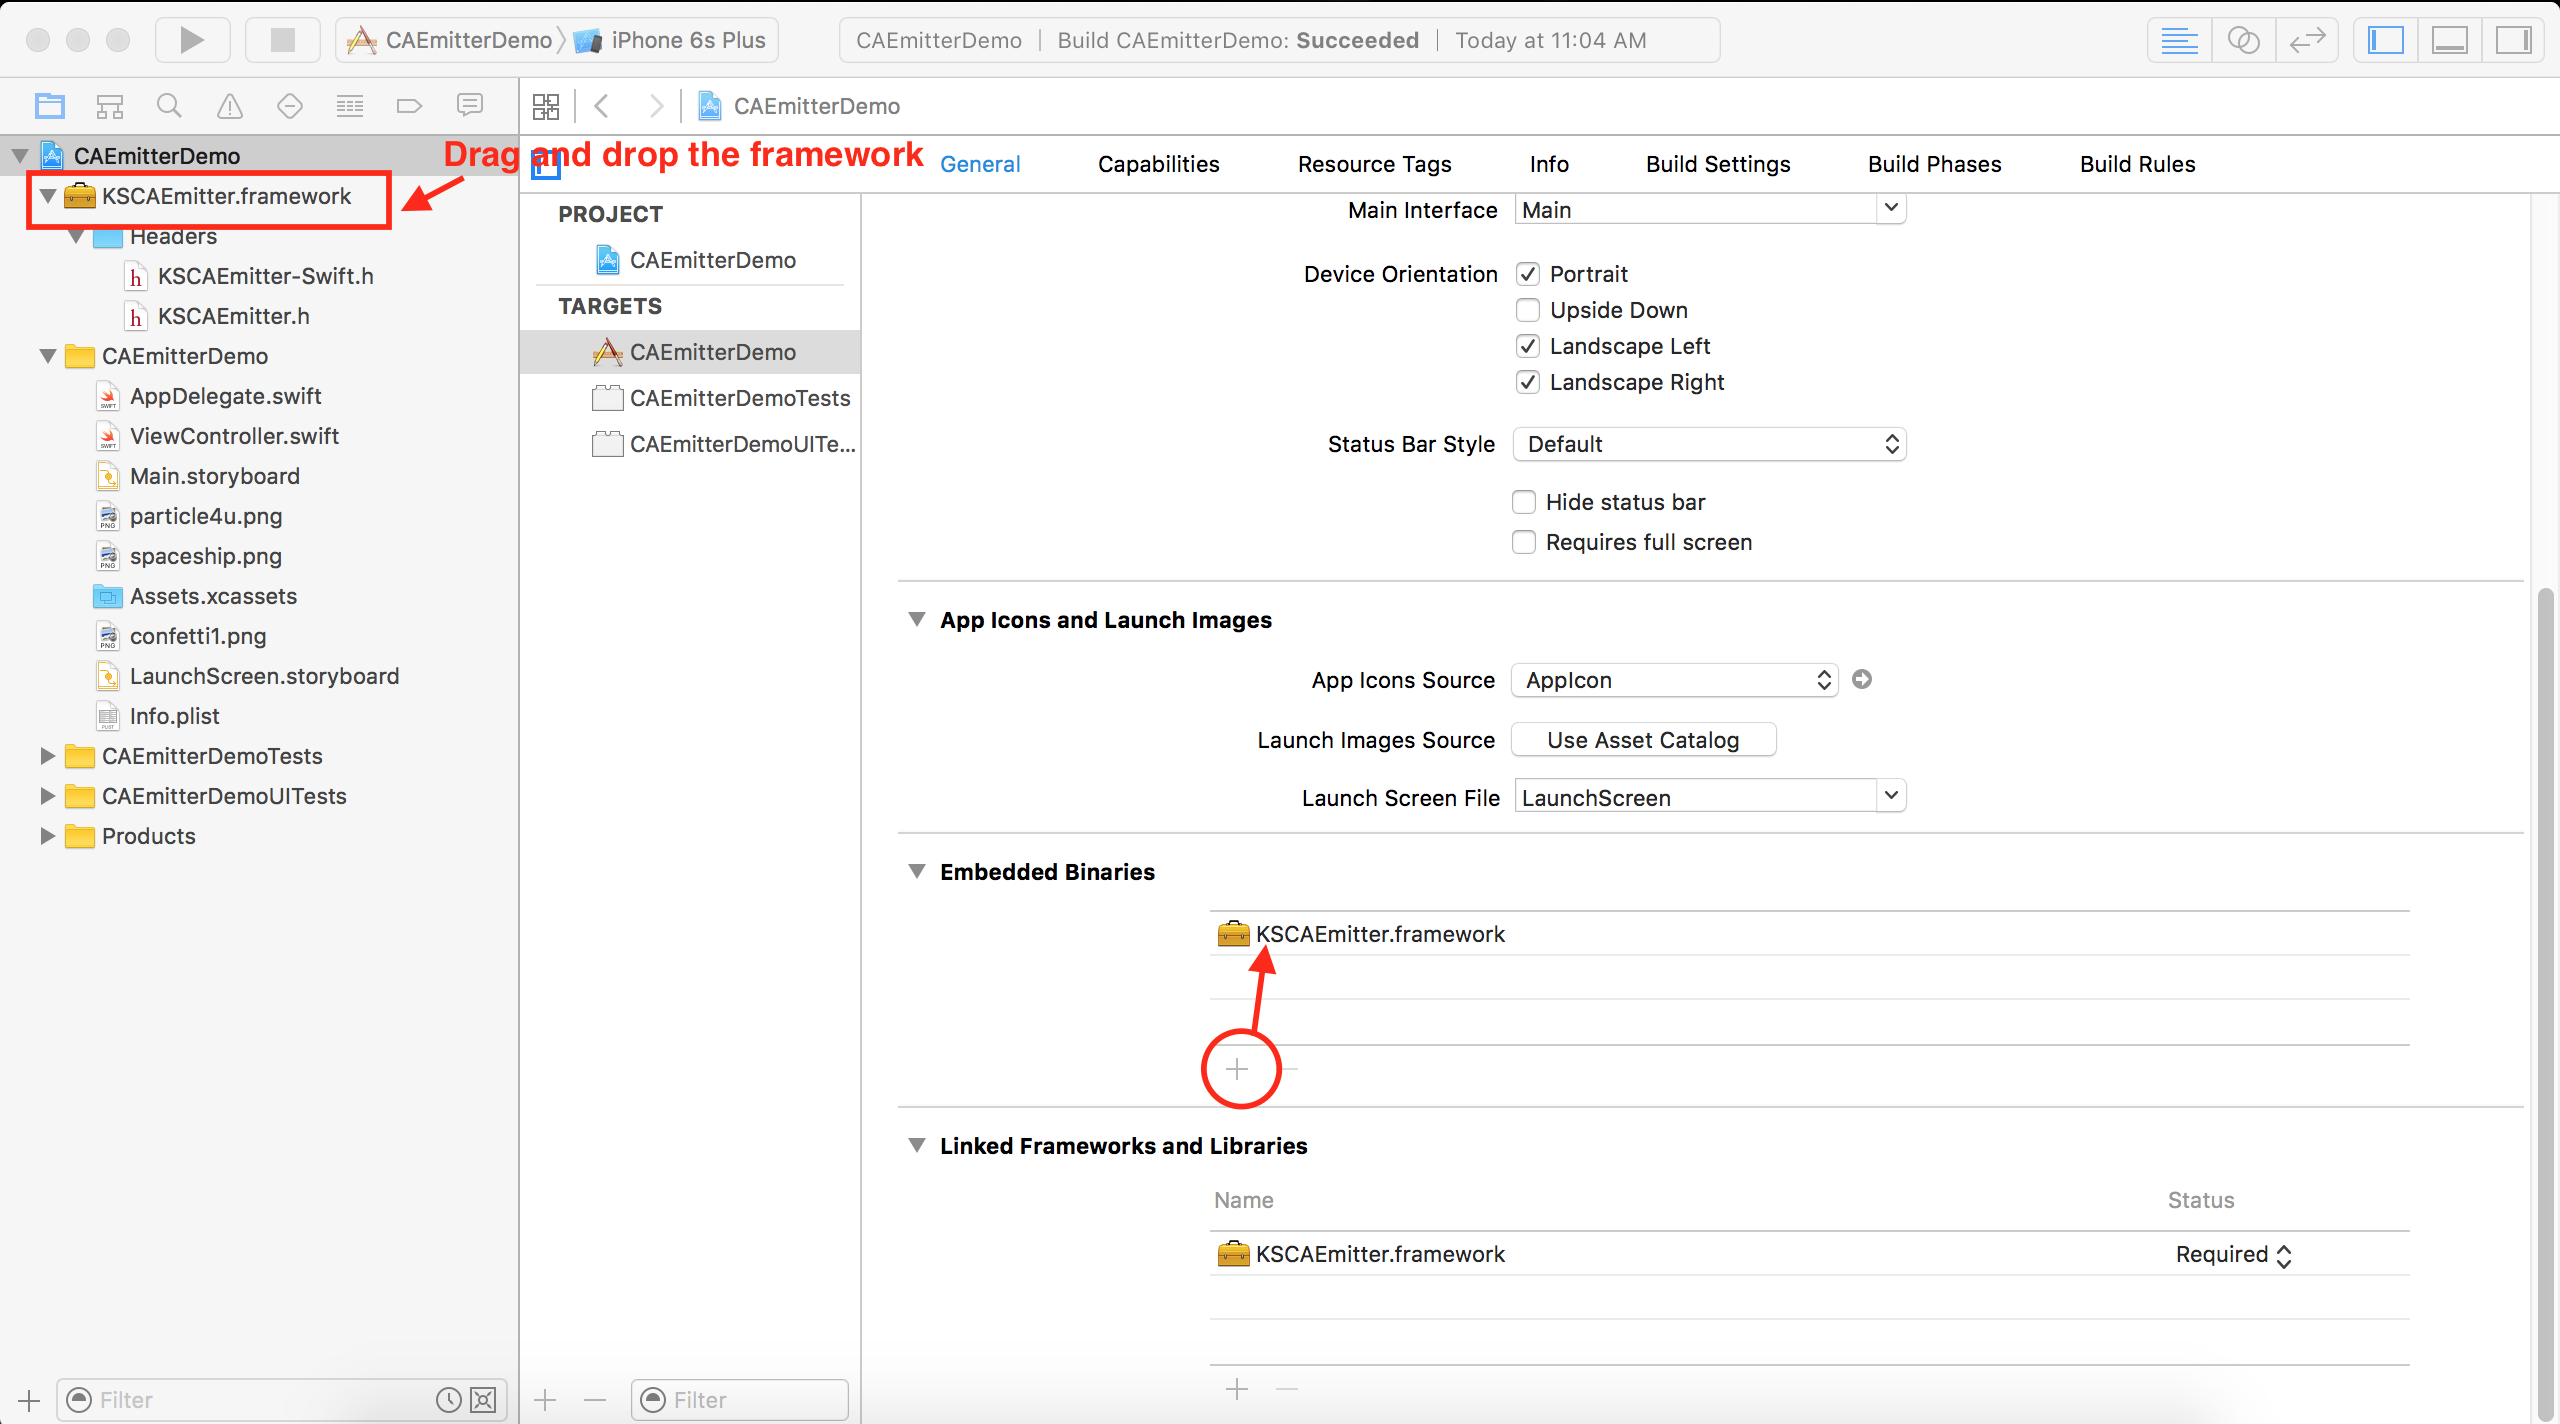 CAEmitterDemo iPhone 6s Plus
CAEmitterDemo | Build CAEmitterDemo: Succeeded | Today at 11:04 AM
CAEmitterDemo
Drag and drop the framework
CAEmitterDemo
KSCAEmitter.framework
Headers
h KSCAEmitter-Swift.h
h KSCAEmitter.h
CAEmitterDemo
SWIFT AppDelegate.swift
SWIFT ViewController.swift
Main.storyboard
PNG particle4u.png
PNG spaceship.png
Assets.xcassets
PNG confetti1.png
LaunchScreen.storyboard
PLIST Info.plist
CAEmitterDemoTests
CAEmitterDemoUITests
Products
Filter
PROJECT
CAEmitterDemo
TARGETS
CAEmitterDemo
CAEmitterDemoTests
CAEmitterDemoUITe...
Filter
General Capabilities Resource Tags Info Build Settings Build Phases Build Rules
Main Interface Main
Device Orientation Portrait
Upside Down
Landscape Left
Landscape Right
Status Bar Style Default
Hide status bar
Requires full screen
App Icons and Launch Images
App Icons Source AppIcon
Launch Images Source Use Asset Catalog
Launch Screen File LaunchScreen
Embedded Binaries
KSCAEmitter.framework
Linked Frameworks and Libraries
Name Status
KSCAEmitter.framework Required